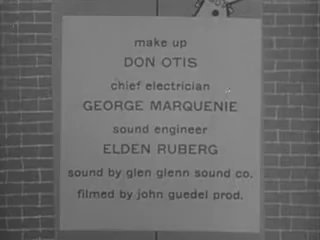 make up
DON OTIS
chief electrician
GEORGE MARQUENIE
sound engineer
ELDEN RUBERG
sound by glen glenn sound co.
filmed by john guedel prod.